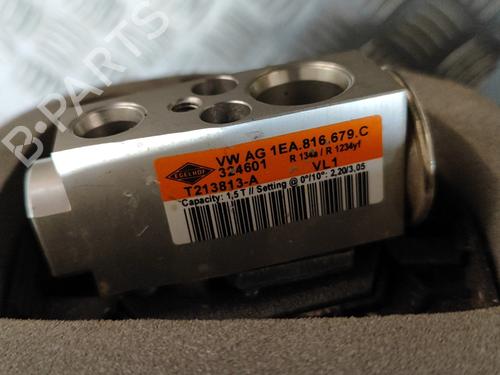 VW AG 1EA.816.679.C
324601
R 134a / R 1234yf
T213813-A
VL1
EGELHOF
Capacity: 1,5 T // Setting @ 0°/10°: 2,20/3,05
B-PARTS